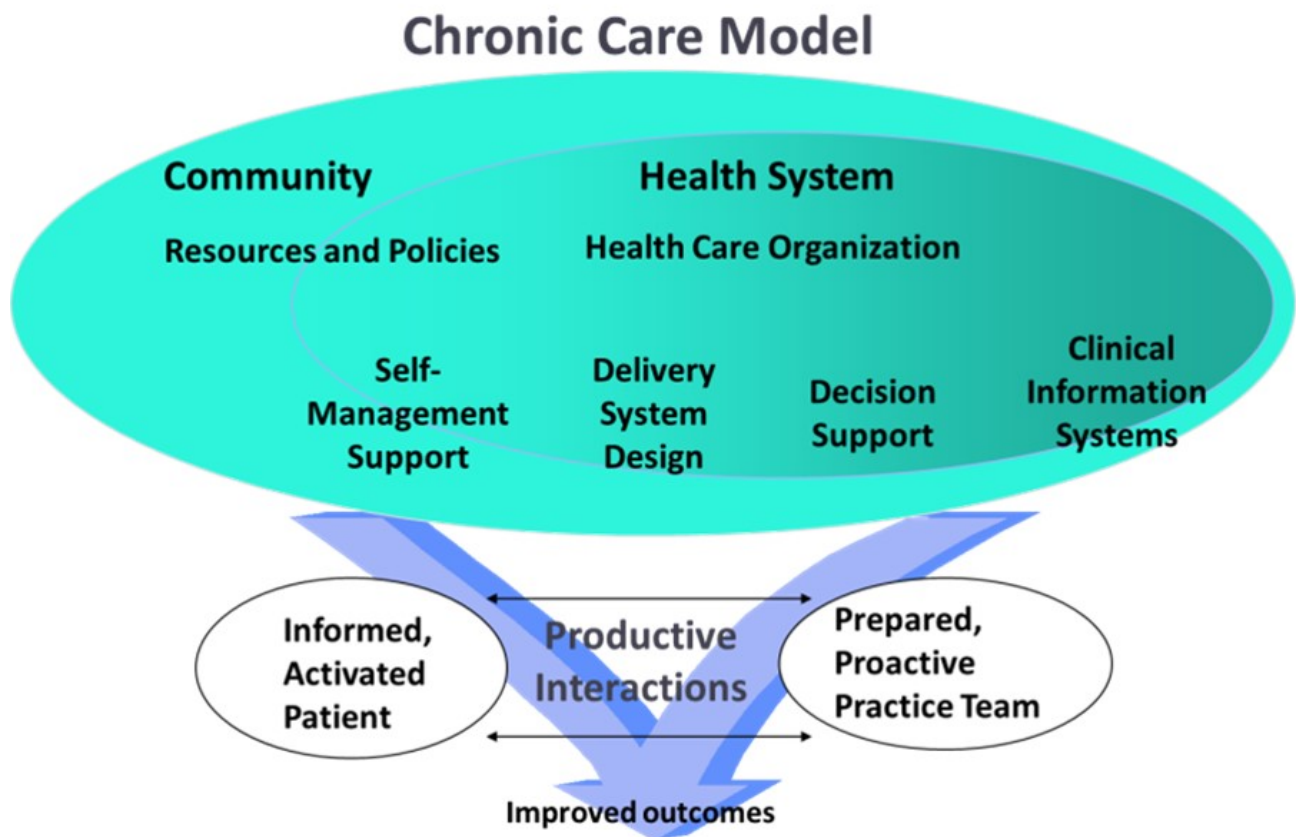 Chronic Care Model
Community
Health System
Resources and Policies
Health Care Organization
Self-
Management
Support
Delivery
System
Design
Decision
Support
Clinical
Information
Systems
Informed,
Activated
Patient
Productive
Interactions
Prepared,
Proactive
Practice Team
Improved outcomes